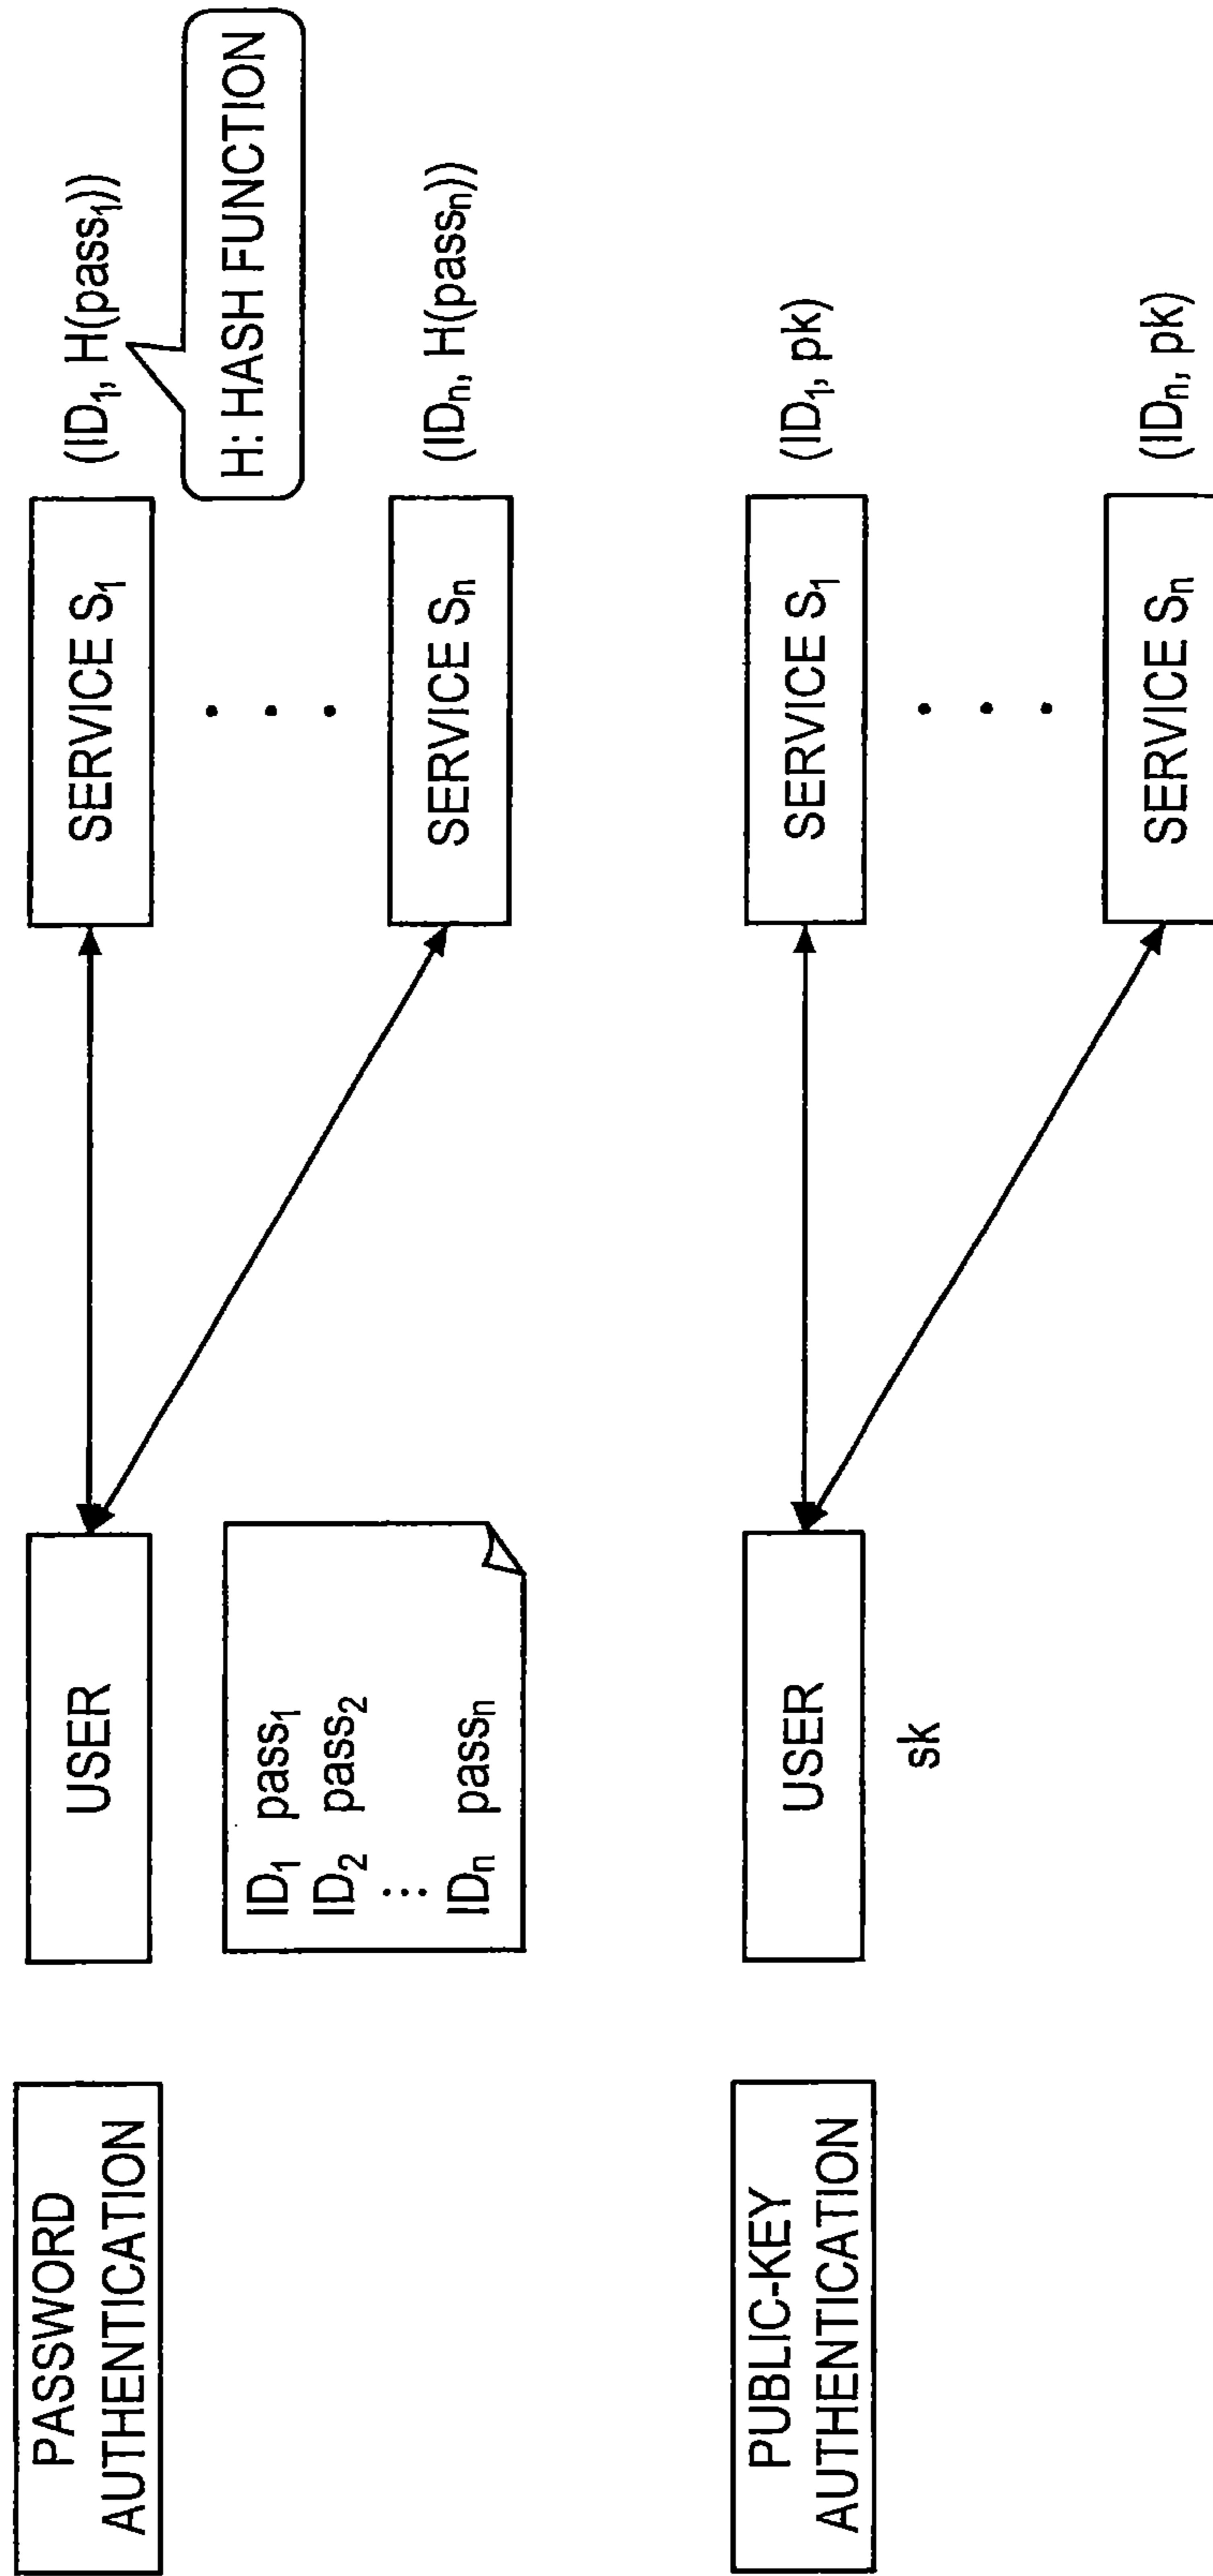 PASSWORD
AUTHENTICATION
USER
SERVICE S₁
(ID₁, H(pass₁))
H: HASH FUNCTION
ID₁ pass₁
ID₂ pass₂
⋮
IDₙ passₙ
SERVICE Sₙ
(IDₙ, H(passₙ))
PUBLIC-KEY
AUTHENTICATION
USER
sk
SERVICE S₁
(ID₁, pk)
SERVICE Sₙ
(IDₙ, pk)